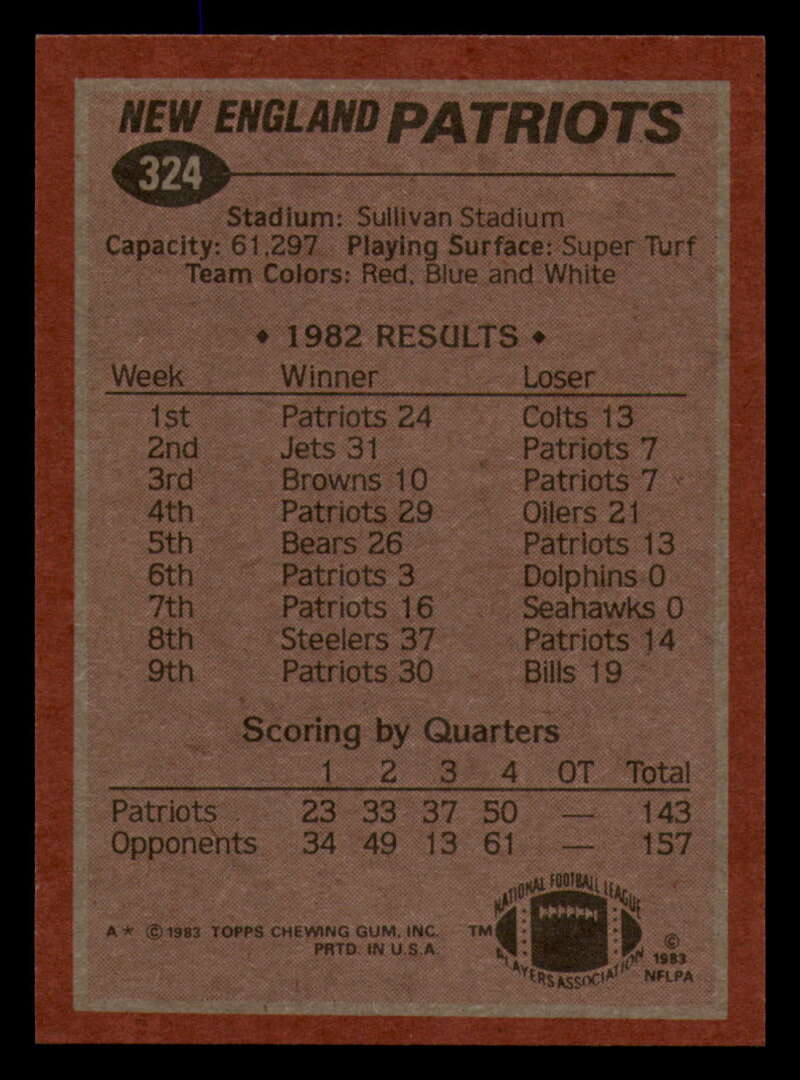 NEW ENGLAND PATRIOTS
324
Stadium: Sullivan Stadium
Capacity: 61,297 Playing Surface: Super Turf
Team Colors: Red, Blue and White
◆ 1982 RESULTS ◆
Week Winner Loser
1st Patriots 24 Colts 13
2nd Jets 31 Patriots 7
3rd Browns 10 Patriots 7
4th Patriots 29 Oilers 21
5th Bears 26 Patriots 13
6th Patriots 3 Dolphins 0
7th Patriots 16 Seahawks 0
8th Steelers 37 Patriots 14
9th Patriots 30 Bills 19
Scoring by Quarters
1 2 3 4 OT Total
Patriots 23 33 37 50 — 143
Opponents 34 49 13 61 — 157
NATIONAL FOOTBALL LEAGUE
PLAYERS ASSOCIATION
A* © 1983 TOPPS CHEWING GUM, INC. TM
PRTD. IN U.S.A.
©
1983
NFLPA